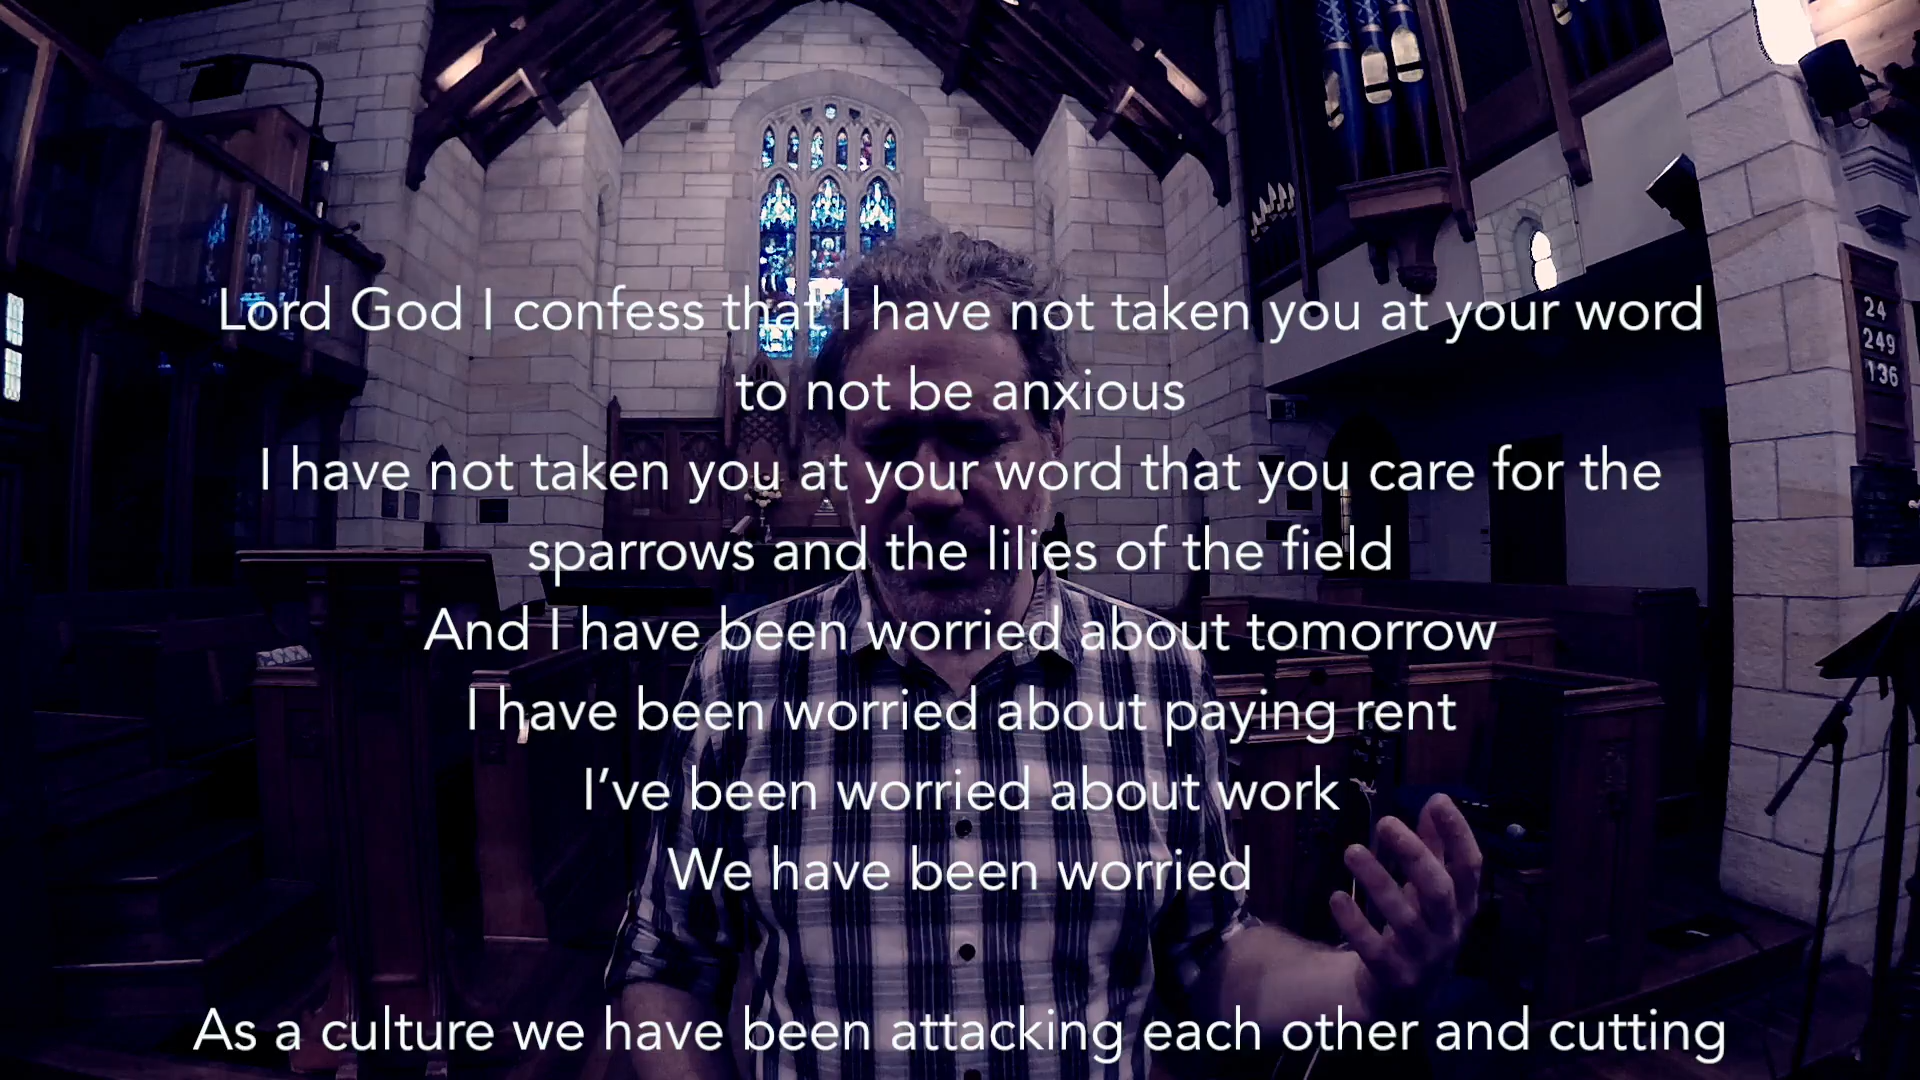 Lord God I confess that I have not taken you at your word
to not be anxious
I have not taken you at your word that you care for the
sparrows and the lilies of the field
And I have been worried about tomorrow
I have been worried about paying rent
I’ve been worried about work
We have been worried
As a culture we have been attacking each other and cutting
24
249
136